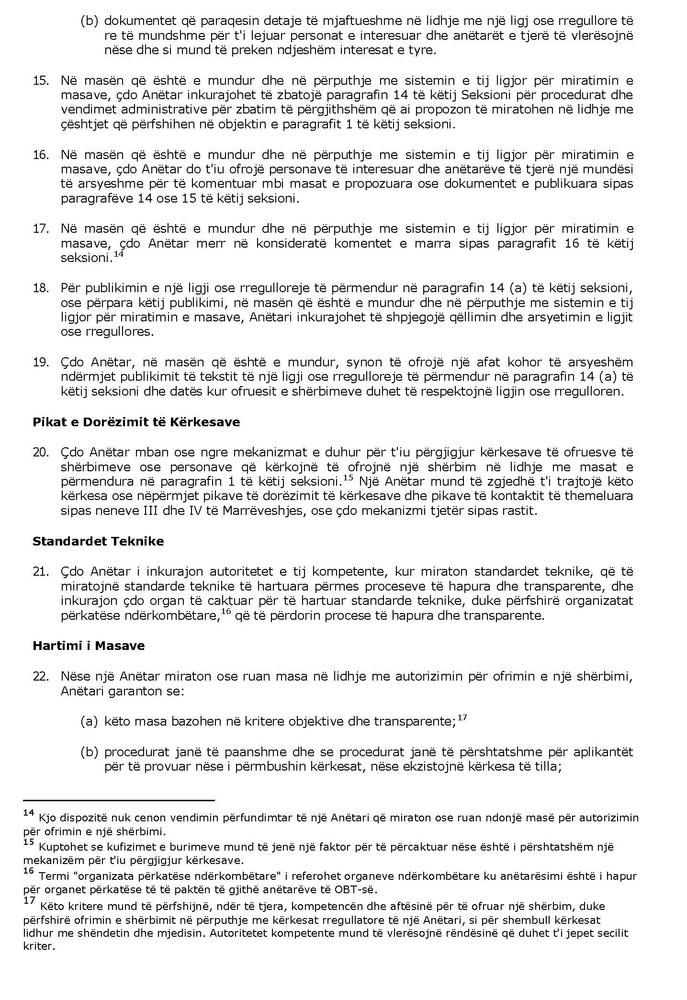 (b) dokumentet që paraqesin detaje të mjaftueshme në lidhje me një ligj ose rregullore të
re të mundshme për t'i lejuar personat e interesuar dhe anëtarët e tjerë të vlerësojnë
nëse dhe si mund të preken ndjeshëm interesat e tyre.
15. Në masën që është e mundur dhe në përputhje me sistemin e tij ligjor për miratimin e
masave, çdo Anëtar inkurajohet të zbatojë paragrafin 14 të këtij Seksioni për procedurat dhe
vendimet administrative për zbatim të përgjithshëm që ai propozon të miratohen në lidhje me
çështjet që përfshihen në objektin e paragrafit 1 të këtij seksioni.
16. Në masën që është e mundur dhe në përputhje me sistemin e tij ligjor për miratimin e
masave, çdo Anëtar do t'iu ofrojë personave të interesuar dhe anëtarëve të tjerë një mundësi
të arsyeshme për të komentuar mbi masat e propozuara ose dokumentet e publikuara sipas
paragrafëve 14 ose 15 të këtij seksioni.
17. Në masën që është e mundur dhe në përputhje me sistemin e tij ligjor për miratimin e
masave, çdo Anëtar merr në konsideratë komentet e marra sipas paragrafit 16 të këtij
seksioni.14
18. Për publikimin e një ligji ose rregulloreje të përmendur në paragrafin 14 (a) të këtij seksioni,
ose përpara këtij publikimi, në masën që është e mundur dhe në përputhje me sistemin e tij
ligjor për miratimin e masave, Anëtari inkurajohet të shpjegojë qëllimin dhe arsyetimin e ligjit
ose rregullores.
19. Çdo Anëtar, në masën që është e mundur, synon të ofrojë një afat kohor të arsyeshëm
ndërmjet publikimit të tekstit të një ligji ose rregulloreje të përmendur në paragrafin 14 (a) të
këtij seksioni dhe datës kur ofruesit e shërbimeve duhet të respektojnë ligjin ose rregulloren.
Pikat e Dorëzimit të Kërkesave
20. Çdo Anëtar mban ose ngre mekanizmat e duhur për t'iu përgjigjur kërkesave të ofruesve të
shërbimeve ose personave që kërkojnë të ofrojnë një shërbim në lidhje me masat e
përmendura në paragrafin 1 të këtij seksioni.15 Një Anëtar mund të zgjedhë t'i trajtojë këto
kërkesa ose nëpërmjet pikave të dorëzimit të kërkesave dhe pikave të kontaktit të themeluara
sipas neneve III dhe IV të Marrëveshjes, ose çdo mekanizmi tjetër sipas rastit.
Standardet Teknike
21. Çdo Anëtar i inkurajon autoritetet e tij kompetente, kur miraton standardet teknike, që të
miratojnë standarde teknike të hartuara përmes proceseve të hapura dhe transparente, dhe
inkurajon çdo organ të caktuar për të hartuar standarde teknike, duke përfshirë organizatat
përkatëse ndërkombëtare,16 që të përdorin procese të hapura dhe transparente.
Hartimi i Masave
22. Nëse një Anëtar miraton ose ruan masa në lidhje me autorizimin për ofrimin e një shërbimi,
Anëtari garanton se:
(a) këto masa bazohen në kritere objektive dhe transparente;17
(b) procedurat janë të paanshme dhe se procedurat janë të përshtatshme për aplikantët
për të provuar nëse i përmbushin kërkesat, nëse ekzistojnë kërkesa të tilla;
14 Kjo dispozitë nuk cenon vendimin përfundimtar të një Anëtari që miraton ose ruan ndonjë masë për autorizimin
për ofrimin e një shërbimi.
15 Kuptohet se kufizimet e burimeve mund të jenë një faktor për të përcaktuar nëse është i përshtatshëm një
mekanizëm për t'iu përgjigjur kërkesave.
16 Termi "organizata përkatëse ndërkombëtare" i referohet organeve ndërkombëtare ku anëtarësimi është i hapur
për organet përkatëse të të paktën të gjithë anëtarëve të OBT-së.
17 Këto kritere mund të përfshijnë, ndër të tjera, kompetencën dhe aftësinë për të ofruar një shërbim, duke
përfshirë ofrimin e shërbimit në përputhje me kërkesat rregullatore të një Anëtari, si për shembull kërkesat
lidhur me shëndetin dhe mjedisin. Autoritetet kompetente mund të vlerësojnë rëndësinë që duhet t'i jepet secilit
kriter.